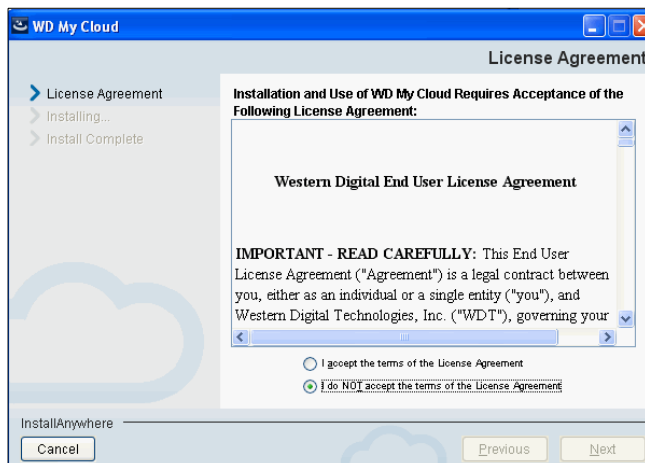 WD My Cloud
License Agreement
License Agreement
Installing...
Install Complete
Installation and Use of WD My Cloud Requires Acceptance of the
Following License Agreement:
Western Digital End User License Agreement
IMPORTANT - READ CAREFULLY: This End User
License Agreement ("Agreement") is a legal contract between
you, either as an individual or a single entity ("you"), and
Western Digital Technologies, Inc. ("WDT"), governing your
I accept the terms of the License Agreement
I do NOT accept the terms of the License Agreement
InstallAnywhere
Cancel
Previous
Next